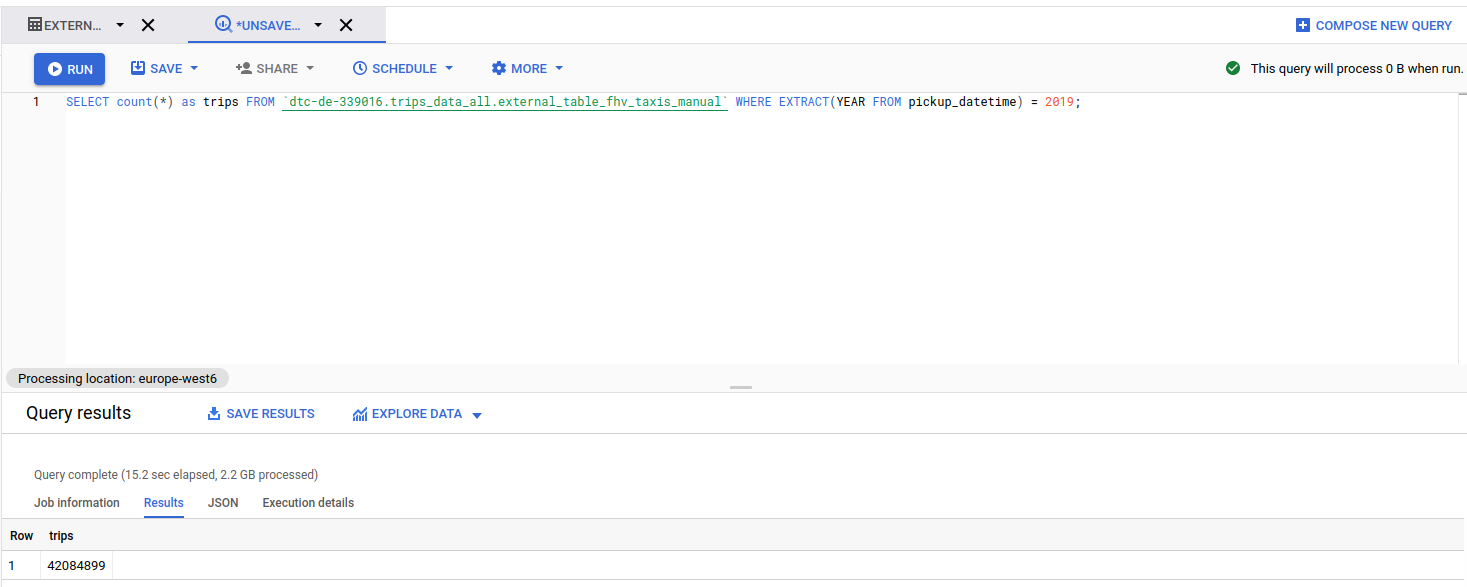 EXTERN... *UNSAVE... COMPOSE NEW QUERY
RUN SAVE SHARE SCHEDULE MORE This query will process 0 B when run.
1 SELECT count(*) as trips FROM `dtc-de-339016.trips_data_all.external_table_fhv_taxis_manual` WHERE EXTRACT(YEAR FROM pickup_datetime) = 2019;
Processing location: europe-west6
Query results SAVE RESULTS EXPLORE DATA
Query complete (15.2 sec elapsed, 2.2 GB processed)
Job information Results JSON Execution details
Row trips
1 42084899